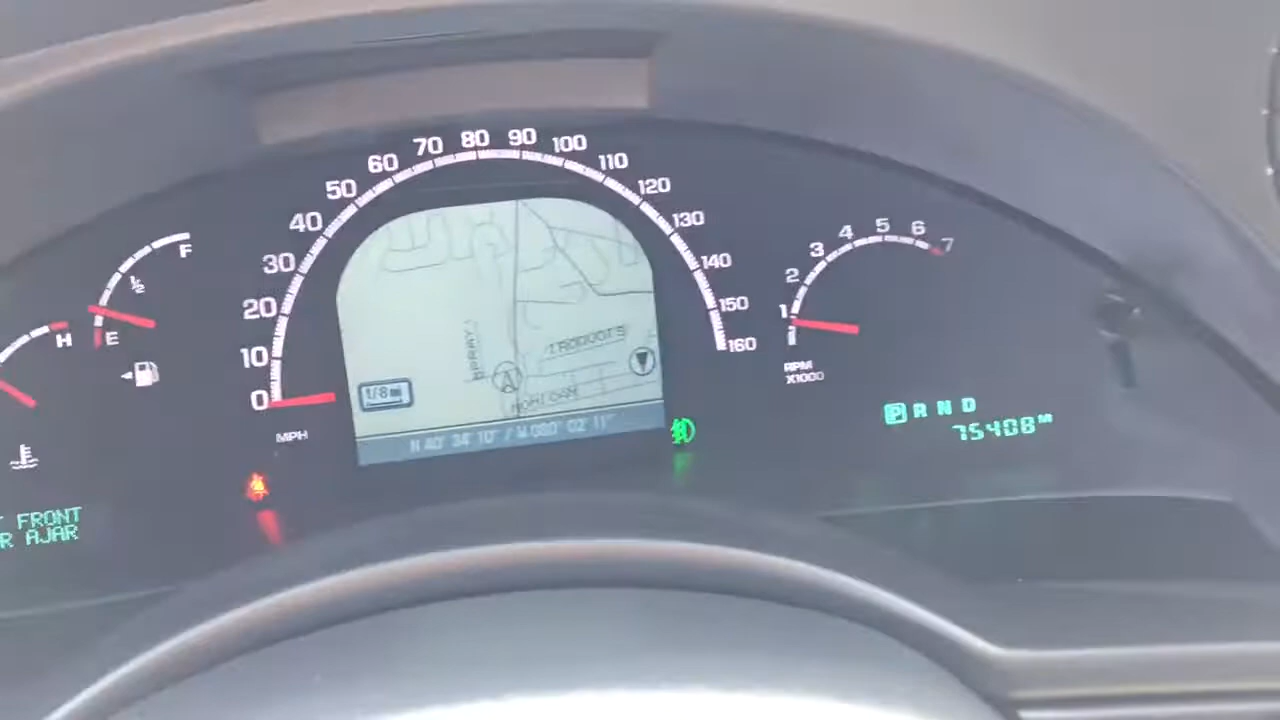 70 80 90
60 100
50 110
40 120
30 130
20 140
10 150
0 160
MPH
F
½
E
H
1/8
N 40° 34' 10" / W 080° 02' 11"
1 2 3 4 5 6 7
RPM
X1000
P R N D
75408 M
FRONT
AJAR